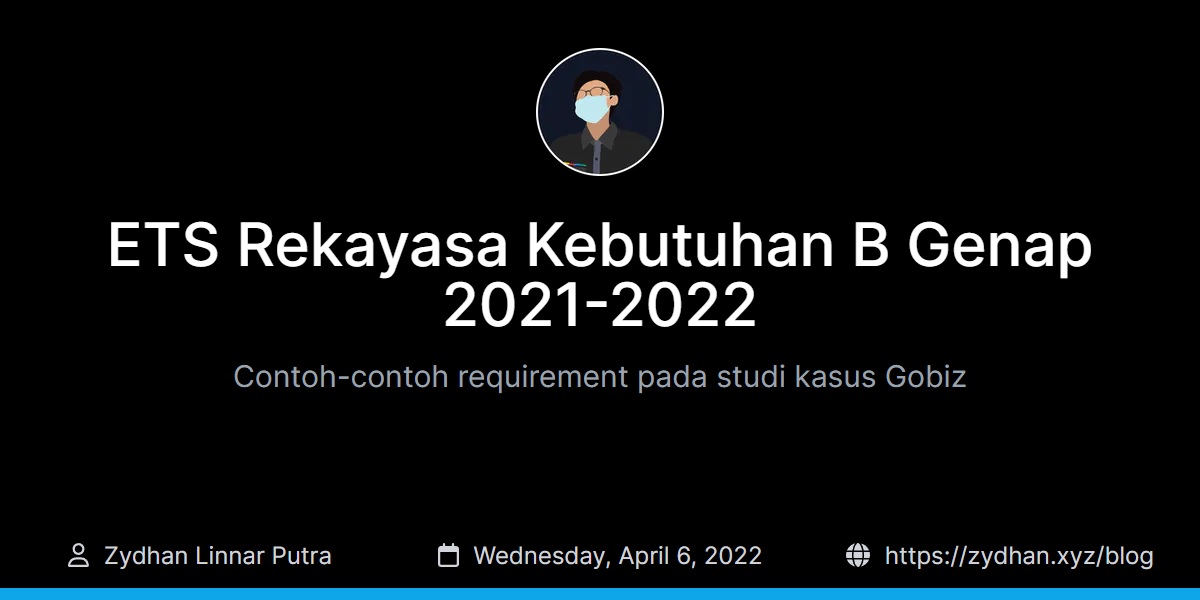 ETS Rekayasa Kebutuhan B Genap
2021-2022
Contoh-contoh requirement pada studi kasus Gobiz
Zydhan Linnar Putra
Wednesday, April 6, 2022
https://zydhan.xyz/blog